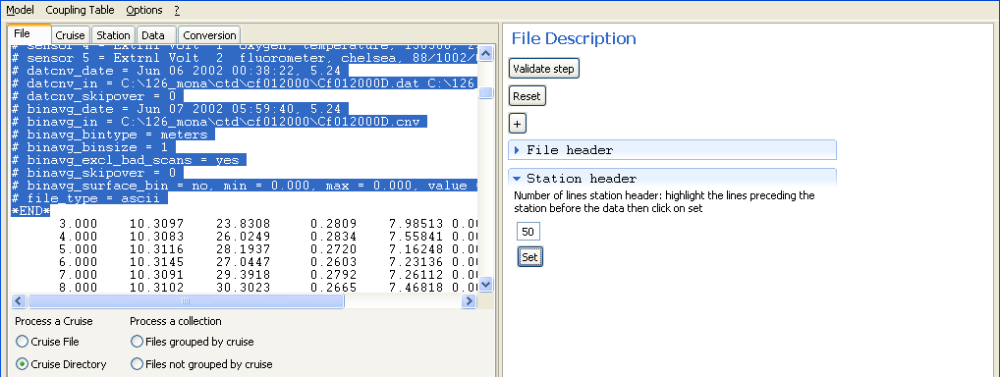 Model Coupling Table Options ?
File Cruise Station Data Conversion
# sensor 4 = Extrnl Volt 1 oxygen, temperature,
# sensor 5 = Extrnl Volt 2 fluorometer, chelsea, 88/1002/
# datcnv_date = Jun 06 2002 00:38:22, 5.24
# datcnv_in = C:\126_mona\ctd\cf012000D.dat C:\126
# datcnv_skipover = 0
# binavg_date = Jun 07 2002 05:59:40, 5.24
# binavg_in = C:\126_mona\ctd\cf012000\Cf012000D.cnv
# binavg_bintype = meters
# binavg_binsize = 1
# binavg_excl_bad_scans = yes
# binavg_skipover = 0
# binavg_surface_bin = no, min = 0.000, max = 0.000, value
# file_type = ascii
*END*
3.000 10.3097 23.8308 0.2809 7.98513 0.00
4.000 10.3083 26.0249 0.2834 7.55841 0.00
5.000 10.3116 28.1937 0.2720 7.16248 0.00
6.000 10.3145 27.0447 0.2603 7.23136 0.00
7.000 10.3091 29.3918 0.2792 7.26112 0.00
8.000 10.3102 30.3023 0.2665 7.46818 0.00
Process a Cruise
Cruise File
Cruise Directory
Process a collection
Files grouped by cruise
Files not grouped by cruise
File Description
Validate step
Reset
+
File header
Station header
Number of lines station header: highlight the lines preceding the
station before the data then click on set
50
Set